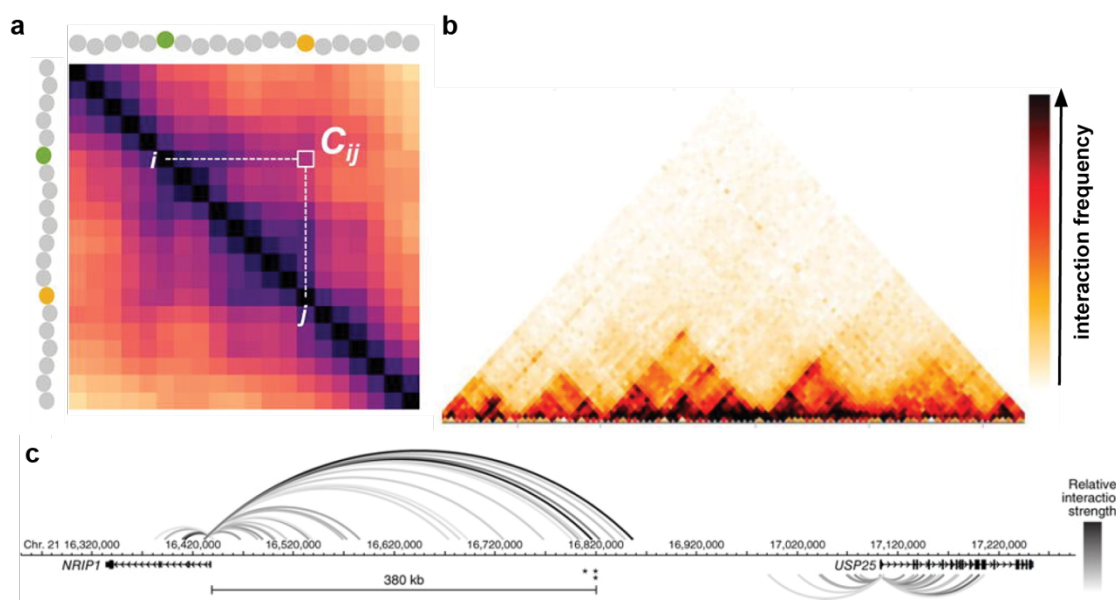 a
b
i
C_ij
j
interaction frequency
c
Relative
interactio
strength
Chr. 21 16,320,000 16,420,000 16,520,000 16,620,000 16,720,000 16,820,000 16,920,000 17,020,000 17,120,000 17,220,000
NRIP1 USP25
* *
*
380 kb